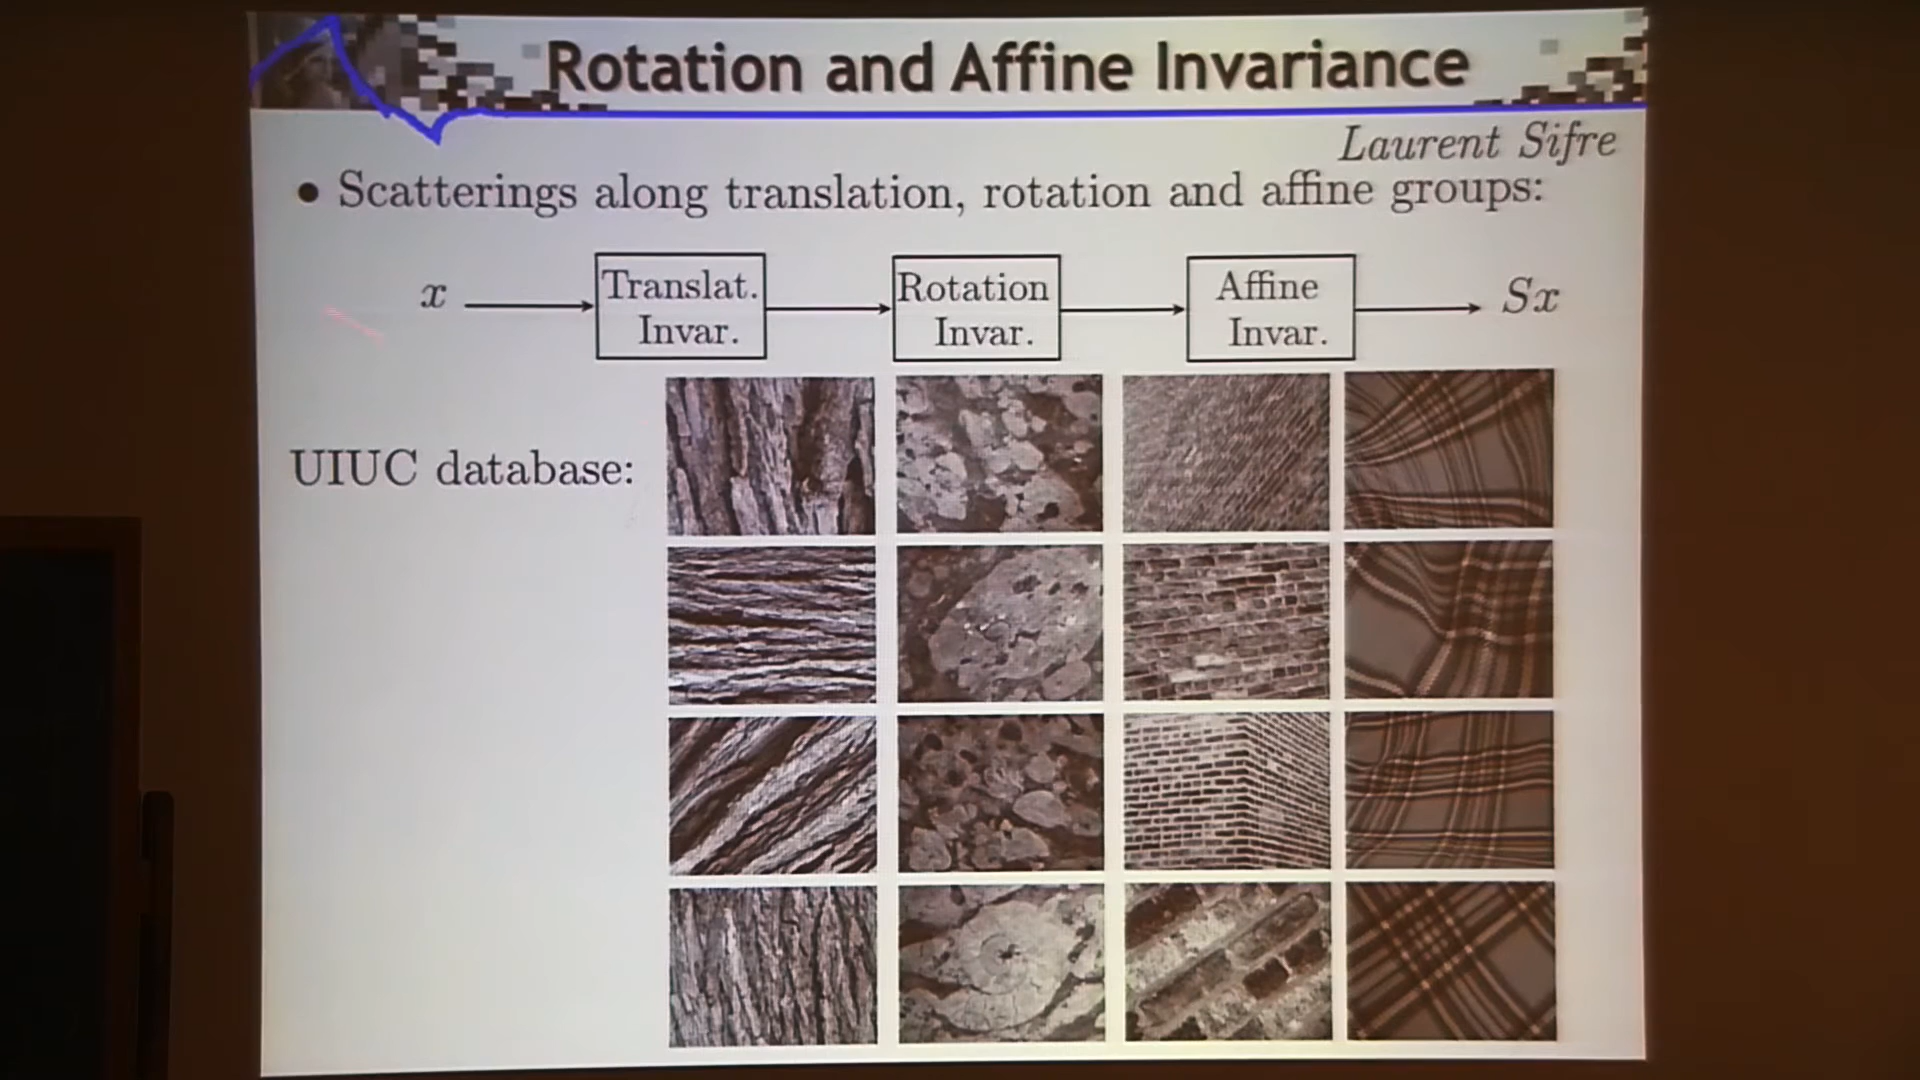 Rotation and Affine Invariance
Laurent Sifre
• Scatterings along translation, rotation and affine groups:
x
Translat.
Invar.
Rotation
Invar.
Affine
Invar.
Sx
UIUC database: